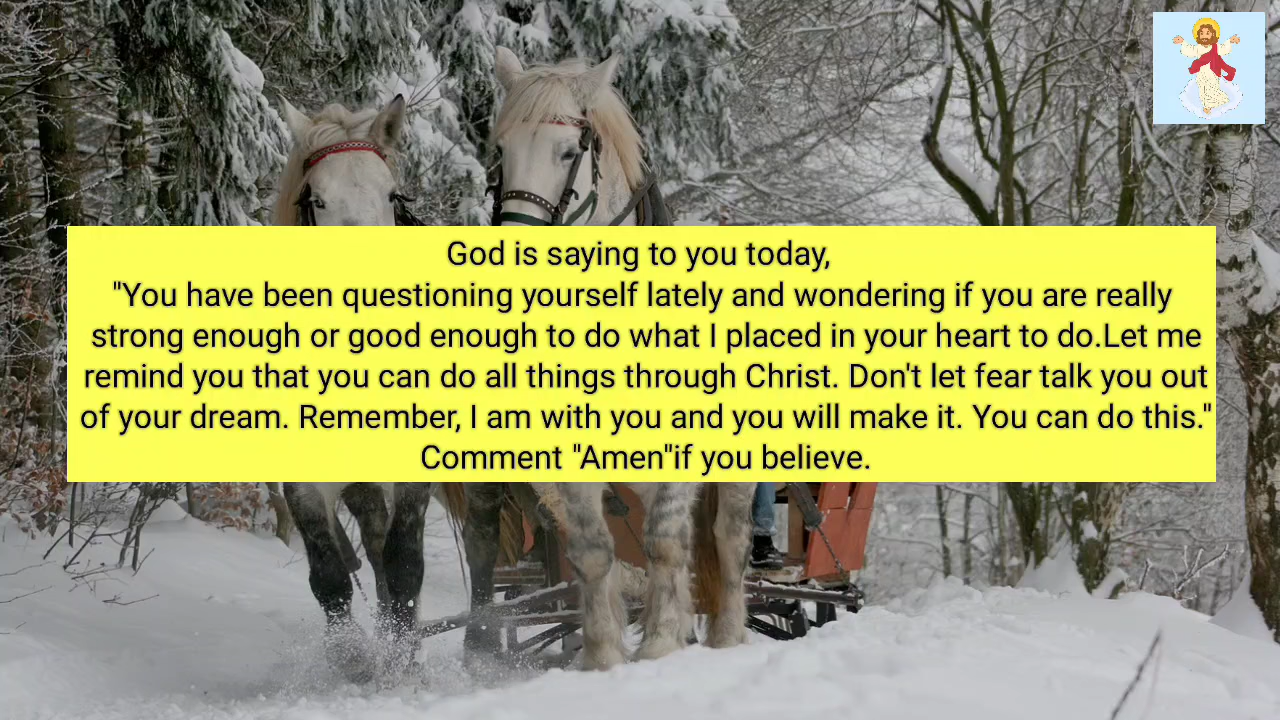 God is saying to you today,
"You have been questioning yourself lately and wondering if you are really
strong enough or good enough to do what I placed in your heart to do.Let me
remind you that you can do all things through Christ. Don't let fear talk you out
of your dream. Remember, I am with you and you will make it. You can do this."
Comment "Amen"if you believe.